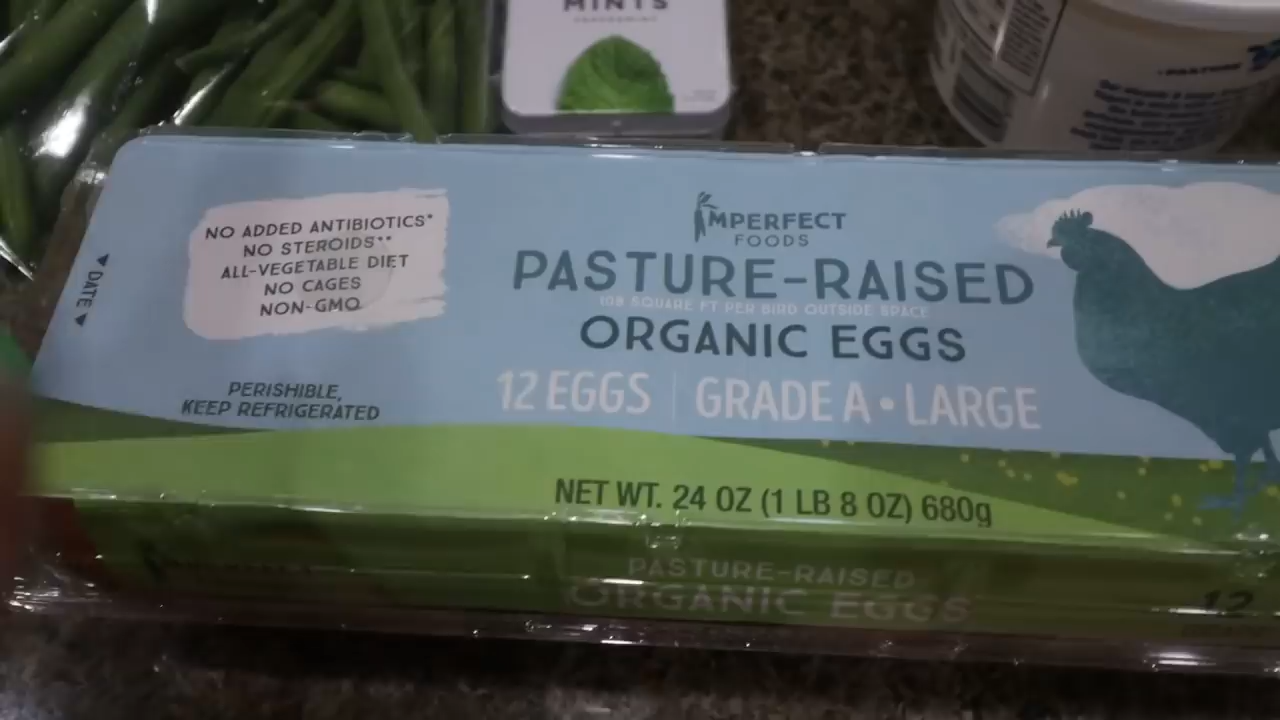 MINTS
PEPPERMINT
NO ADDED ANTIBIOTICS*
NO STEROIDS**
ALL-VEGETABLE DIET
NO CAGES
NON-GMO
DATE
PERISHIBLE,
KEEP REFRIGERATED
IMPERFECT
FOODS
PASTURE-RAISED
108 SQUARE FT PER BIRD OUTSIDE SPACE
ORGANIC EGGS
12 EGGS GRADE A • LARGE
NET WT. 24 OZ (1 LB 8 OZ) 680g
PASTURE-RAISED
ORGANIC EGGS
12